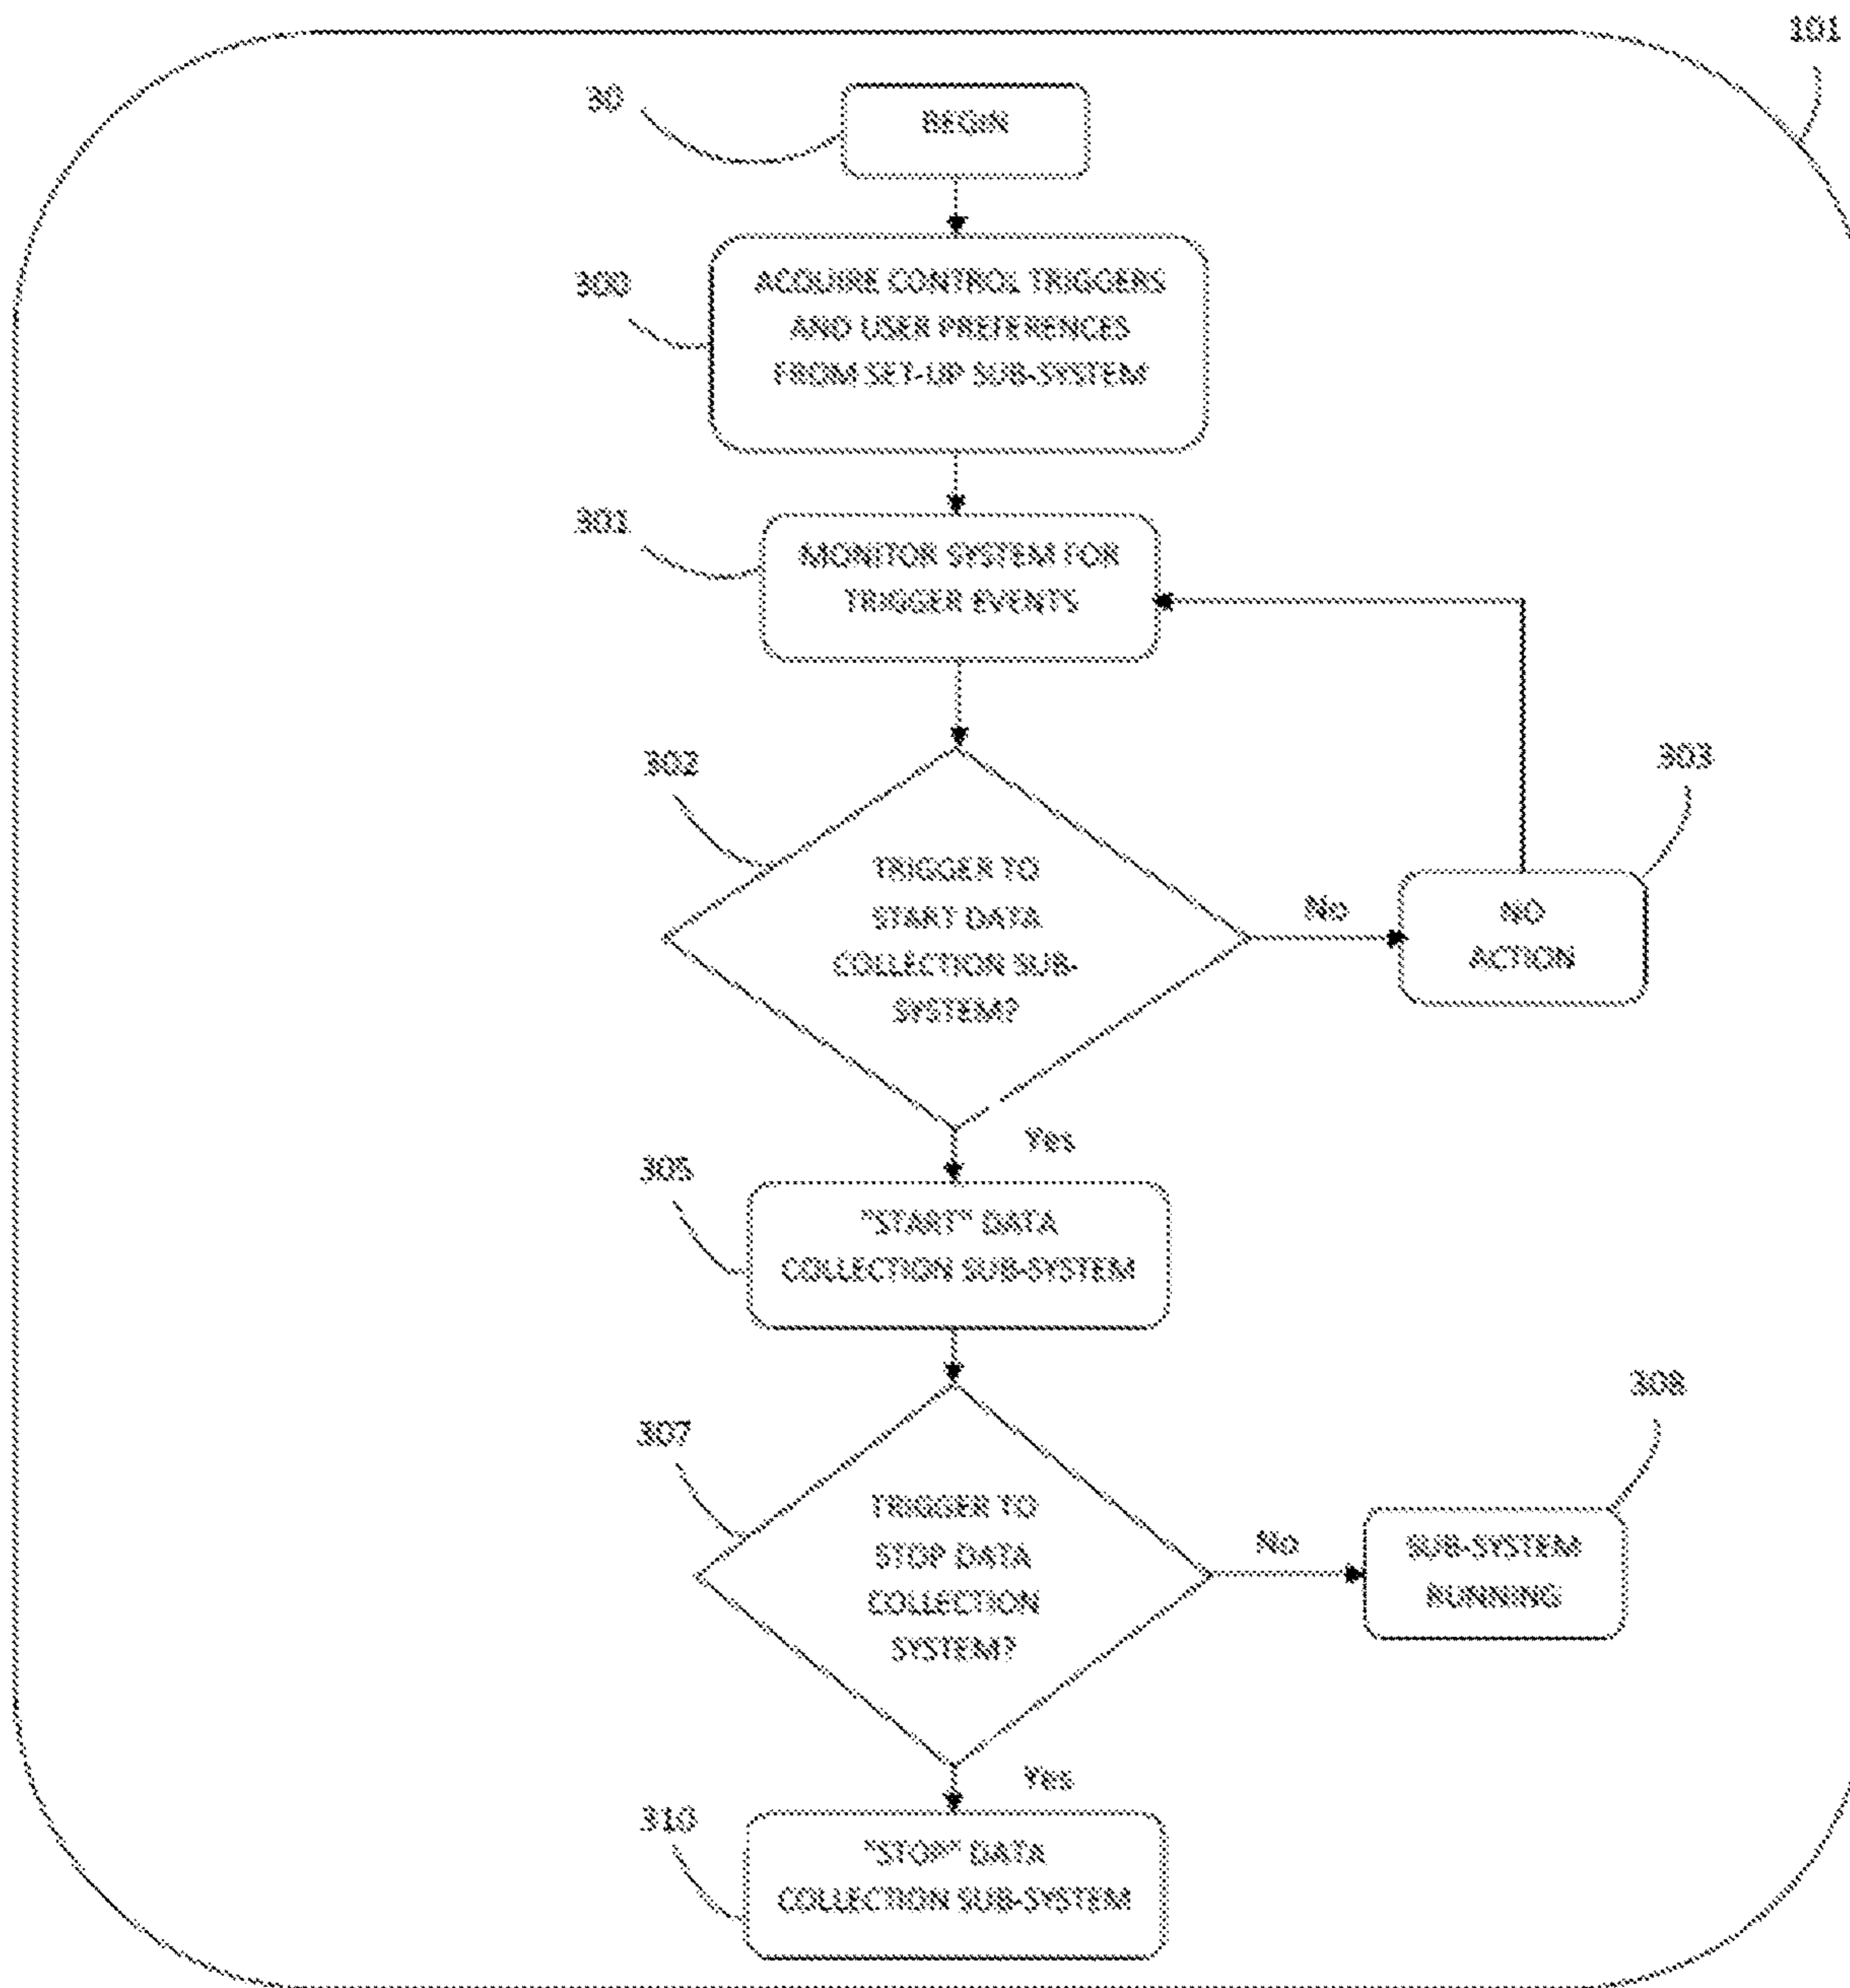 101
30
BEGIN
300
ACQUIRE CONTROL TRIGGERS
AND USER PREFERENCES
FROM SET-UP SUB-SYSTEM
301
MONITOR SYSTEM FOR
TRIGGER EVENTS
302
303
TRIGGER TO
START DATA
COLLECTION SUB-
SYSTEM?
No
NO
ACTION
Yes
305
"START" DATA
COLLECTION SUB-SYSTEM
308
307
TRIGGER TO
STOP DATA
COLLECTION
SYSTEM?
No
SUB-SYSTEM
RUNNING
Yes
310
"STOP" DATA
COLLECTION SUB-SYSTEM